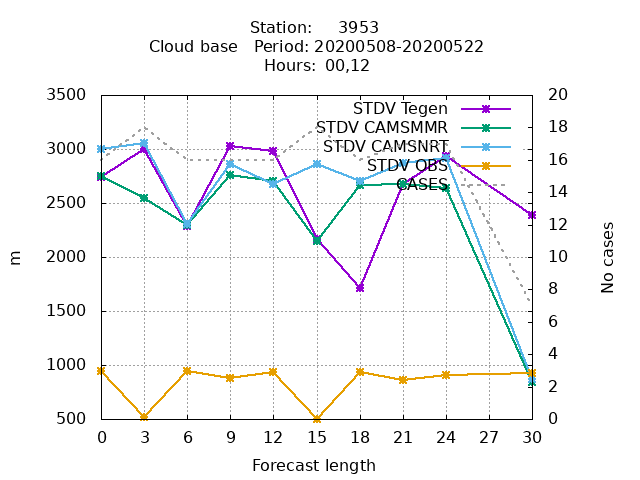 Station: 3953
Cloud base Period: 20200508-20200522
Hours: 00,12
3500
3000
2500
2000
1500
1000
500
m
20
18
16
14
12
10
8
6
4
2
0
No cases
STDV Tegen
STDV CAMSMMR
STDV CAMSNRT
STDV OBS
CASES
0 3 6 9 12 15 18 21 24 27 30
Forecast length